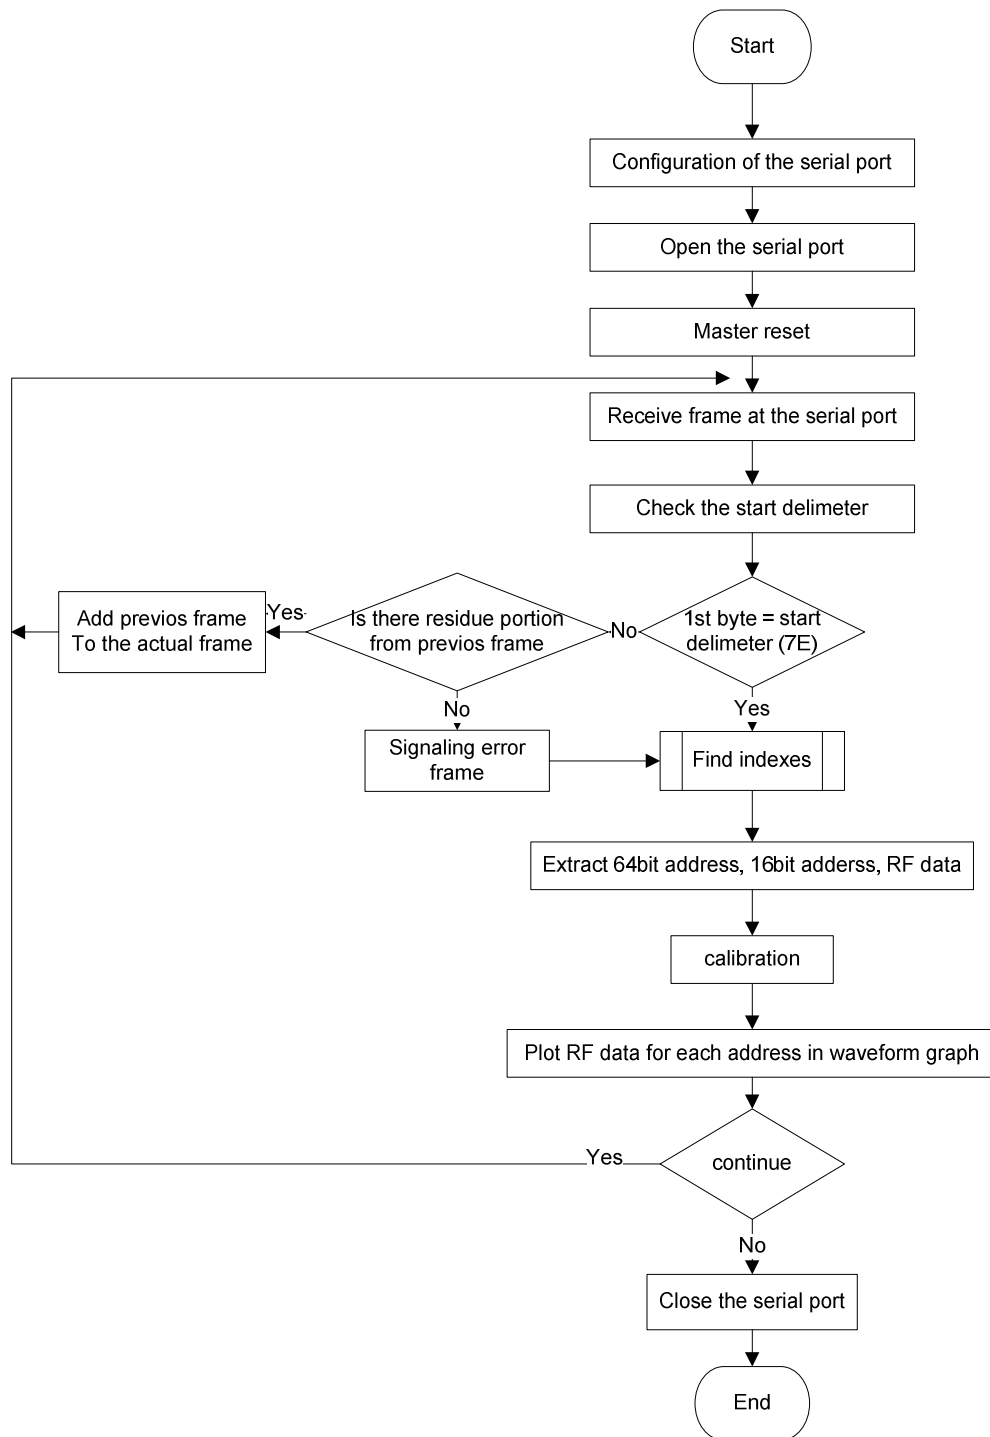 Start
Configuration of the serial port
Open the serial port
Master reset
Receive frame at the serial port
Check the start delimeter
1st byte = start
delimeter (7E)
No
Is there residue portion
from previos frame
Yes
Add previos frame
To the actual frame
No
Signaling error
frame
Yes
Find indexes
Extract 64bit address, 16bit adderss, RF data
calibration
Plot RF data for each address in waveform graph
continue
Yes
No
Close the serial port
End